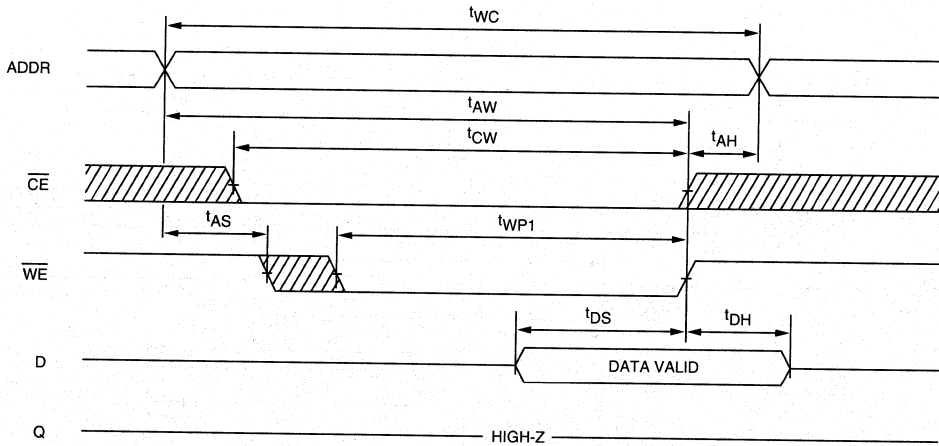 tWC
ADDR
tAW
tCW
tAH
CE
tAS
tWP1
WE
tDS
tDH
D
DATA VALID
Q
HIGH-Z